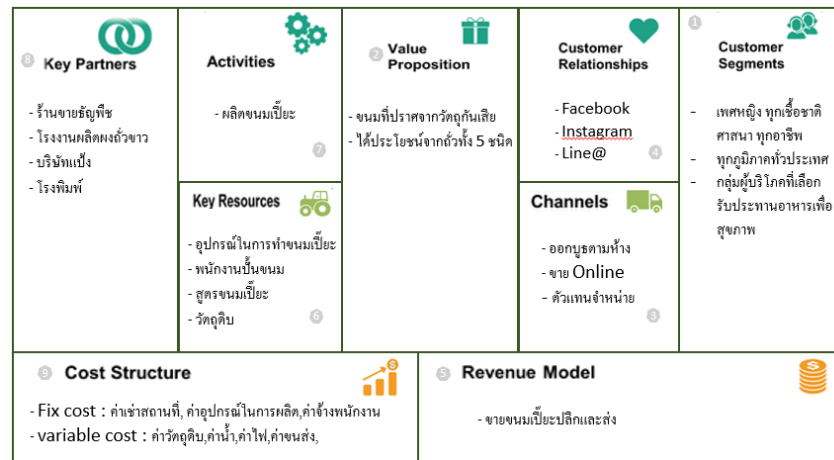 8 Key Partners
- ร้านขายธัญพืช
- โรงงานผลิตผงถั่วขาว
- บริษัทแป้ง
- โรงพิมพ์
Activities
- ผลิตขนมเปี๊ยะ
7
Key Resources
- อุปกรณ์ในการทำขนมเปี๊ยะ
- พนักงานปั้นขนม
- สูตรขนมเปี๊ยะ
- วัตถุดิบ
6
2 Value
Proposition
- ขนมที่ปราศจากวัตถุกันเสีย
- ได้ประโยชน์จากถั่วทั้ง 5 ชนิด
Customer
Relationships
- Facebook
- Instagram
- Line@
4
Channels
- ออกบูธตามห้าง
- ขาย Online
- ตัวแทนจำหน่าย
3
1
Customer
Segments
- เพศหญิง ทุกเชื้อชาติ
ศาสนา ทุกอาชีพ
- ทุกภูมิภาคทั่วประเทศ
- กลุ่มผู้บริโภคที่เลือก
รับประทานอาหารเพื่อ
สุขภาพ
9 Cost Structure
- Fix cost : ค่าเช่าสถานที่, ค่าอุปกรณ์ในการผลิต,ค่าจ้างพนักงาน
- variable cost : ค่าวัตถุดิบ,ค่าน้ำ,ค่าไฟ,ค่าขนส่ง,
5 Revenue Model
- ขายขนมเปี๊ยะปลีกและส่ง